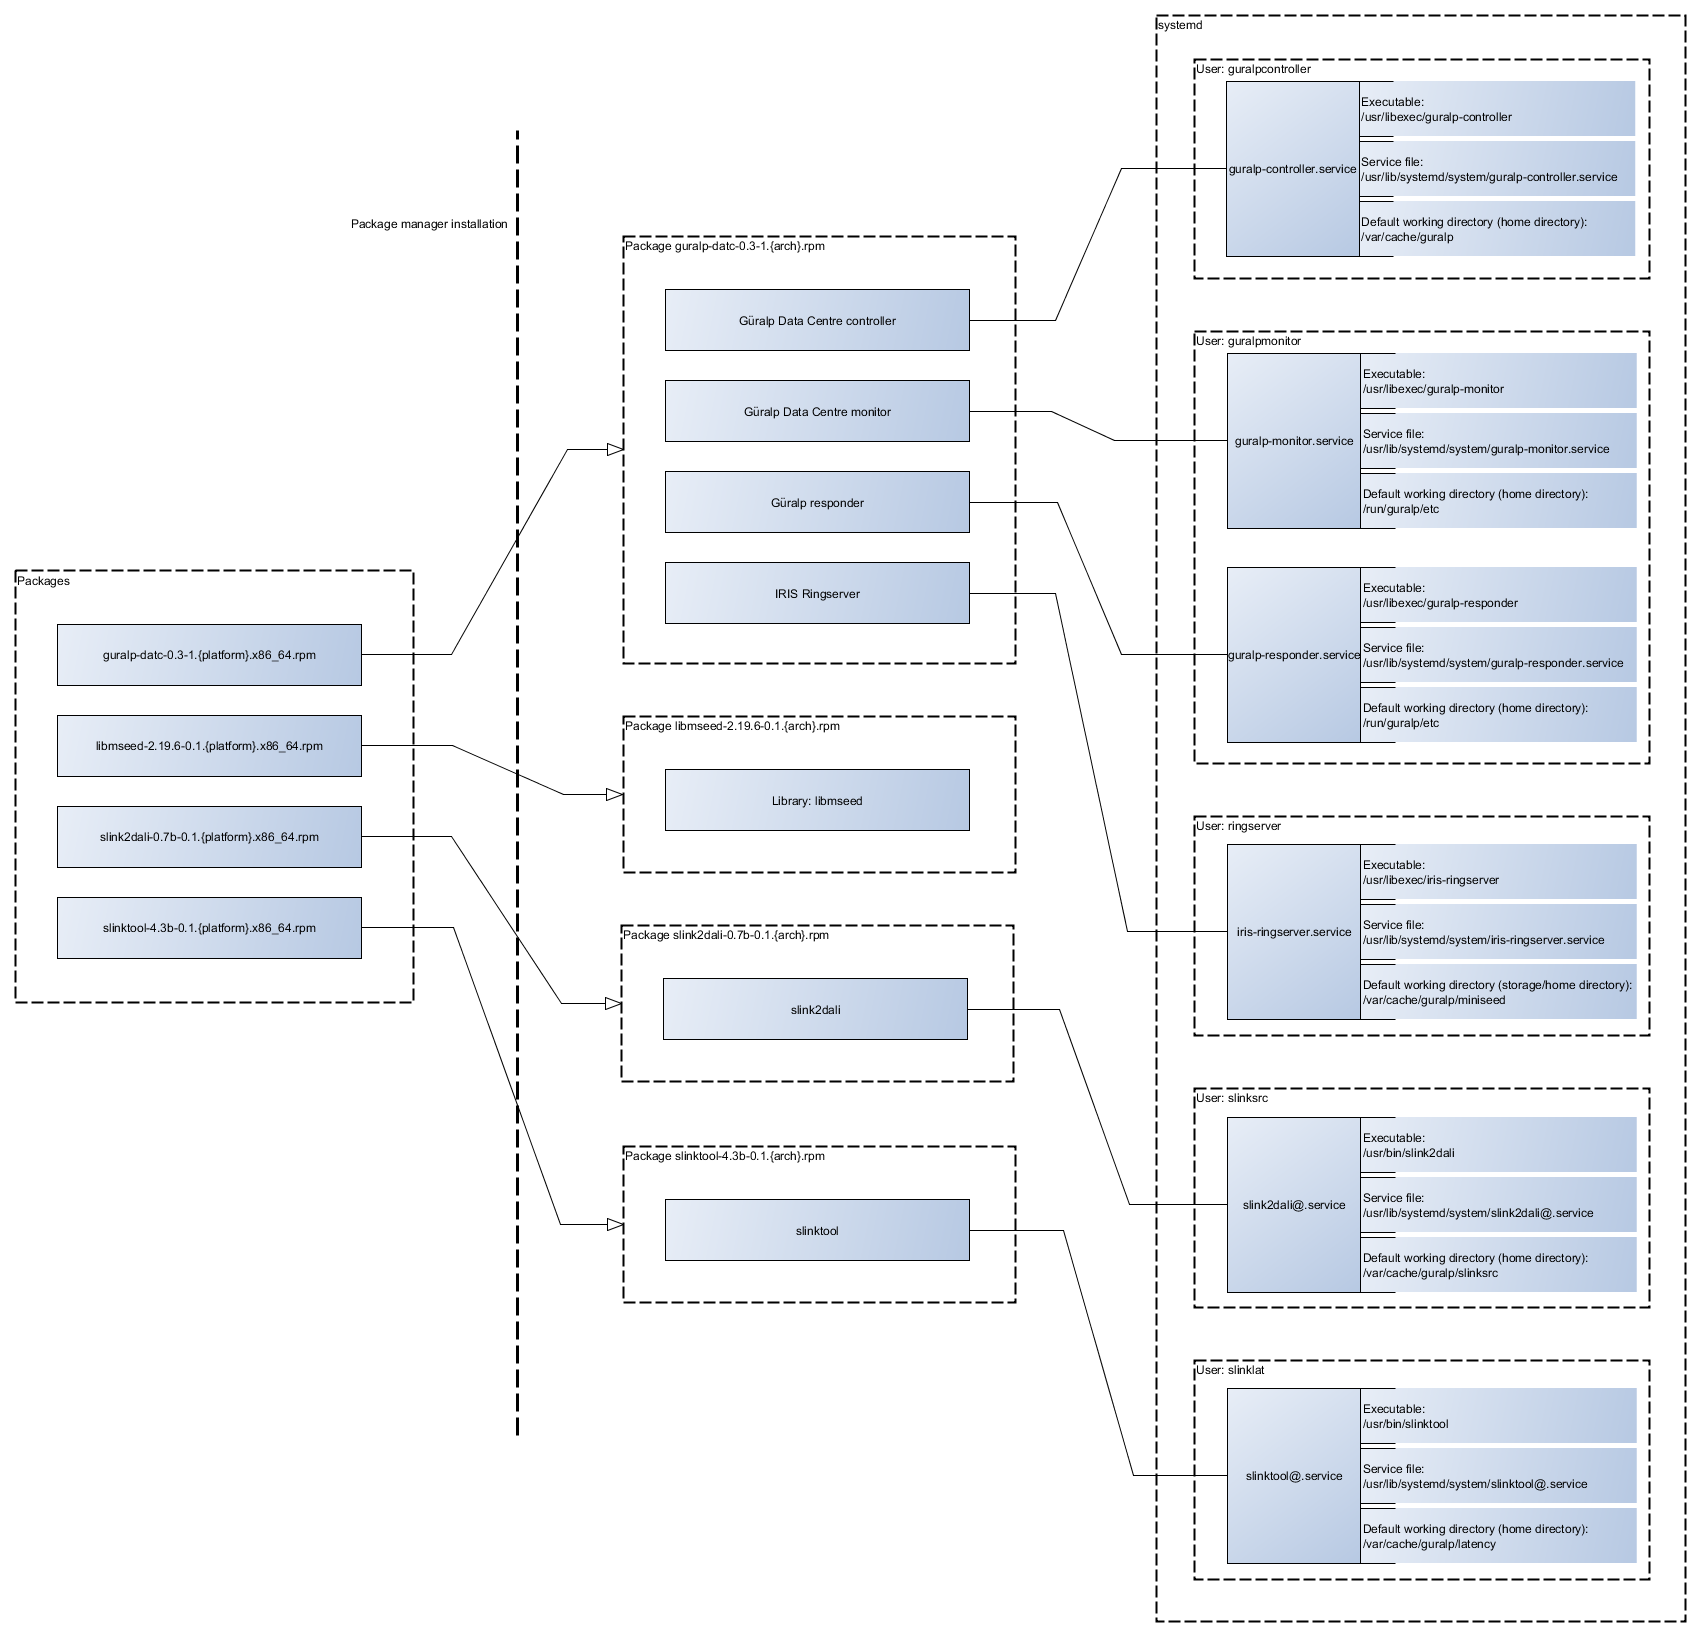 Packages
guralp-datc-0.3-1.{platform}.x86_64.rpm
libmseed-2.19.6-0.1.{platform}.x86_64.rpm
slink2dali-0.7b-0.1.{platform}.x86_64.rpm
slinktool-4.3b-0.1.{platform}.x86_64.rpm
Package manager installation
Package guralp-datc-0.3-1.{arch}.rpm
Güralp Data Centre controller
Güralp Data Centre monitor
Güralp responder
IRIS Ringserver
Package libmseed-2.19.6-0.1.{arch}.rpm
Library: libmseed
Package slink2dali-0.7b-0.1.{arch}.rpm
slink2dali
Package slinktool-4.3b-0.1.{arch}.rpm
slinktool
systemd
User: guralpcontroller
guralp-controller.service
Executable:
/usr/libexec/guralp-controller
Service file:
/usr/lib/systemd/system/guralp-controller.service
Default working directory (home directory):
/var/cache/guralp
User: guralpmonitor
guralp-monitor.service
Executable:
/usr/libexec/guralp-monitor
Service file:
/usr/lib/systemd/system/guralp-monitor.service
Default working directory (home directory):
/run/guralp/etc
guralp-responder.service
Executable:
/usr/libexec/guralp-responder
Service file:
/usr/lib/systemd/system/guralp-responder.service
Default working directory (home directory):
/run/guralp/etc
User: ringserver
iris-ringserver.service
Executable:
/usr/libexec/iris-ringserver
Service file:
/usr/lib/systemd/system/iris-ringserver.service
Default working directory (storage/home directory):
/var/cache/guralp/miniseed
User: slinksrc
slink2dali@.service
Executable:
/usr/bin/slink2dali
Service file:
/usr/lib/systemd/system/slink2dali@.service
Default working directory (home directory):
/var/cache/guralp/slinksrc
User: slinklat
slinktool@.service
Executable:
/usr/bin/slinktool
Service file:
/usr/lib/systemd/system/slinktool@.service
Default working directory (home directory):
/var/cache/guralp/latency